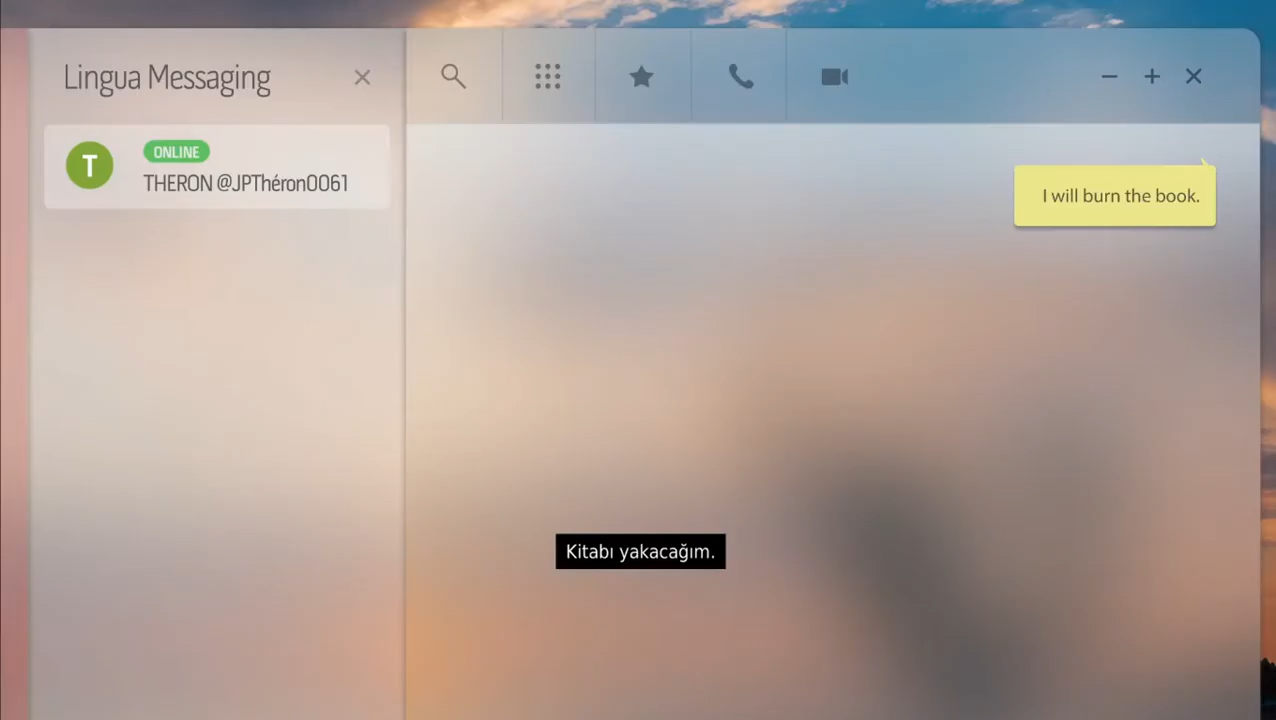 Lingua Messaging
T
ONLINE
THERON @JPThéron0061
I will burn the book.
Kitabı yakacağım.